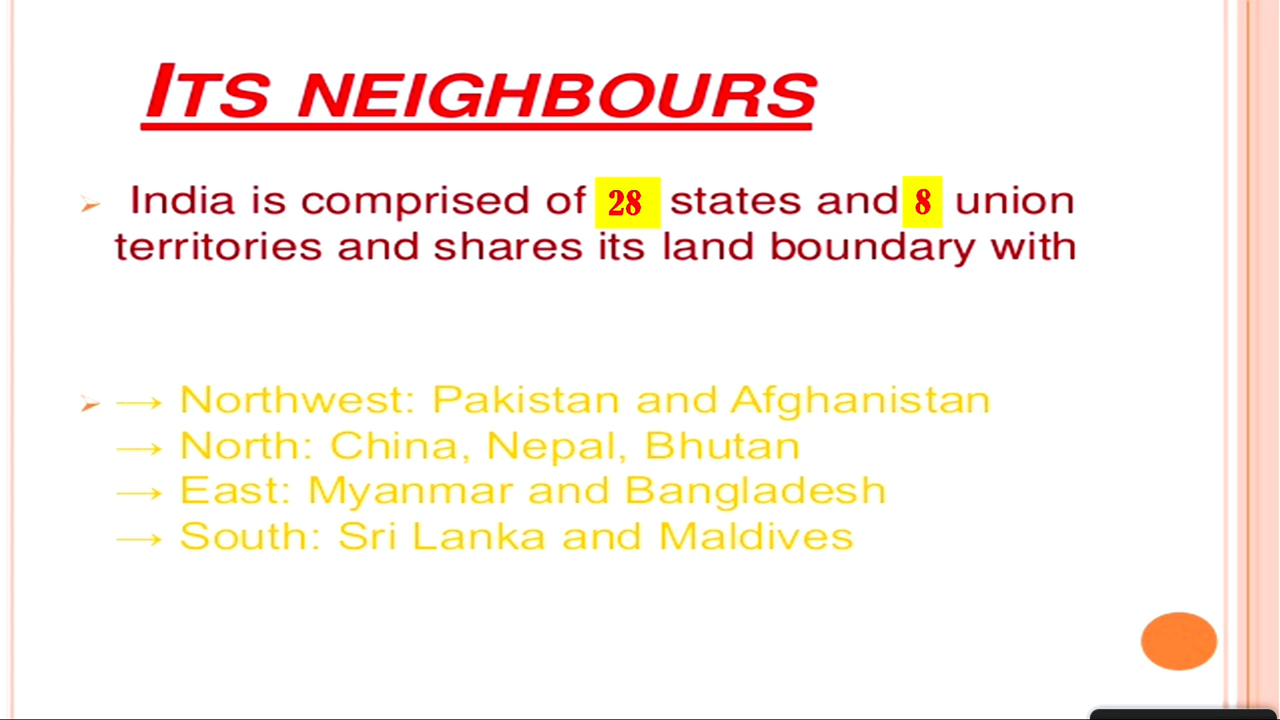 ITS NEIGHBOURS
➢ India is comprised of 28 states and 8 union
territories and shares its land boundary with
➢ → Northwest: Pakistan and Afghanistan
→ North: China, Nepal, Bhutan
→ East: Myanmar and Bangladesh
→ South: Sri Lanka and Maldives